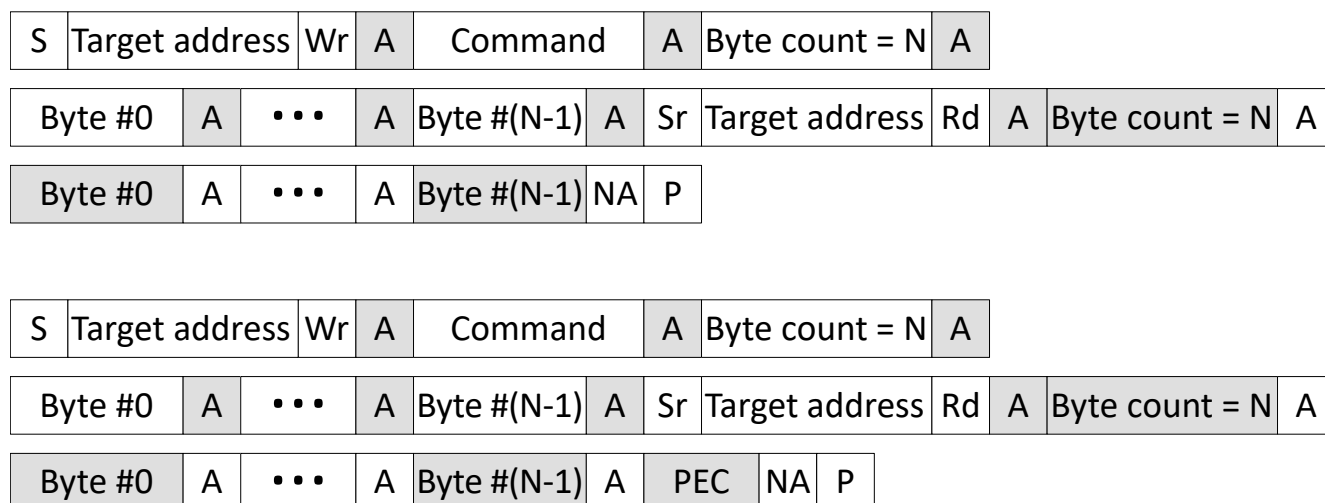 S Target address Wr A Command A Byte count = N A
Byte #0 A ••• A Byte #(N-1) A Sr Target address Rd A Byte count = N A
Byte #0 A ••• A Byte #(N-1) NA P
S Target address Wr A Command A Byte count = N A
Byte #0 A ••• A Byte #(N-1) A Sr Target address Rd A Byte count = N A
Byte #0 A ••• A Byte #(N-1) A PEC NA P